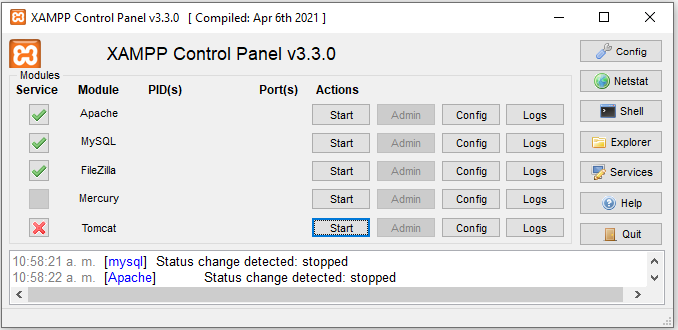 XAMPP Control Panel v3.3.0 [ Compiled: Apr 6th 2021 ]
XAMPP Control Panel v3.3.0
Config
Modules
Service Module PID(s) Port(s) Actions
Netstat
Apache Start Admin Config Logs
Shell
MySQL Start Admin Config Logs
Explorer
FileZilla Start Admin Config Logs
Services
Mercury Start Admin Config Logs
Help
Tomcat Start Admin Config Logs
Quit
10:58:21 a. m. [mysql] Status change detected: stopped
10:58:22 a. m. [Apache] Status change detected: stopped